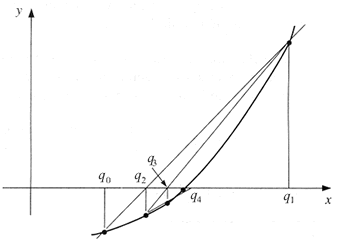 y
q₃
q₀ q₂
q₄ q₁ x